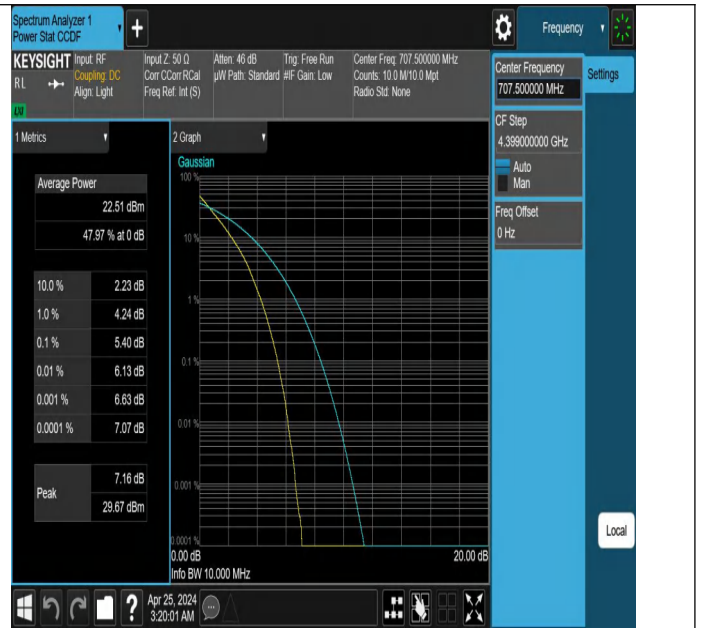 Spectrum Analyzer 1
Power Stat CCDF
+
Frequency
KEYSIGHT
RL
LXI
Input: RF
Coupling: DC
Align: Light
Input Z: 50 Ω
Corr CCorr RCal
Freq Ref: Int (S)
Atten: 46 dB
µW Path: Standard
Trig: Free Run
#IF Gain: Low
Center Freq: 707.500000 MHz
Counts: 10.0 M/10.0 Mpt
Radio Std: None
Center Frequency
707.500000 MHz
Settings
CF Step
4.399000000 GHz
Auto
Man
Freq Offset
0 Hz
Local
1 Metrics
Average Power
22.51 dBm
47.97 % at 0 dB
10.0 % 2.23 dB
1.0 % 4.24 dB
0.1 % 5.40 dB
0.01 % 6.13 dB
0.001 % 6.63 dB
0.0001 % 7.07 dB
Peak
7.16 dB
29.67 dBm
2 Graph
Gaussian
100 %
10 %
1 %
0.1 %
0.01 %
0.001 %
0.0001 %
0.00 dB 20.00 dB
Info BW 10.000 MHz
?
Apr 25, 2024
3:20:01 AM